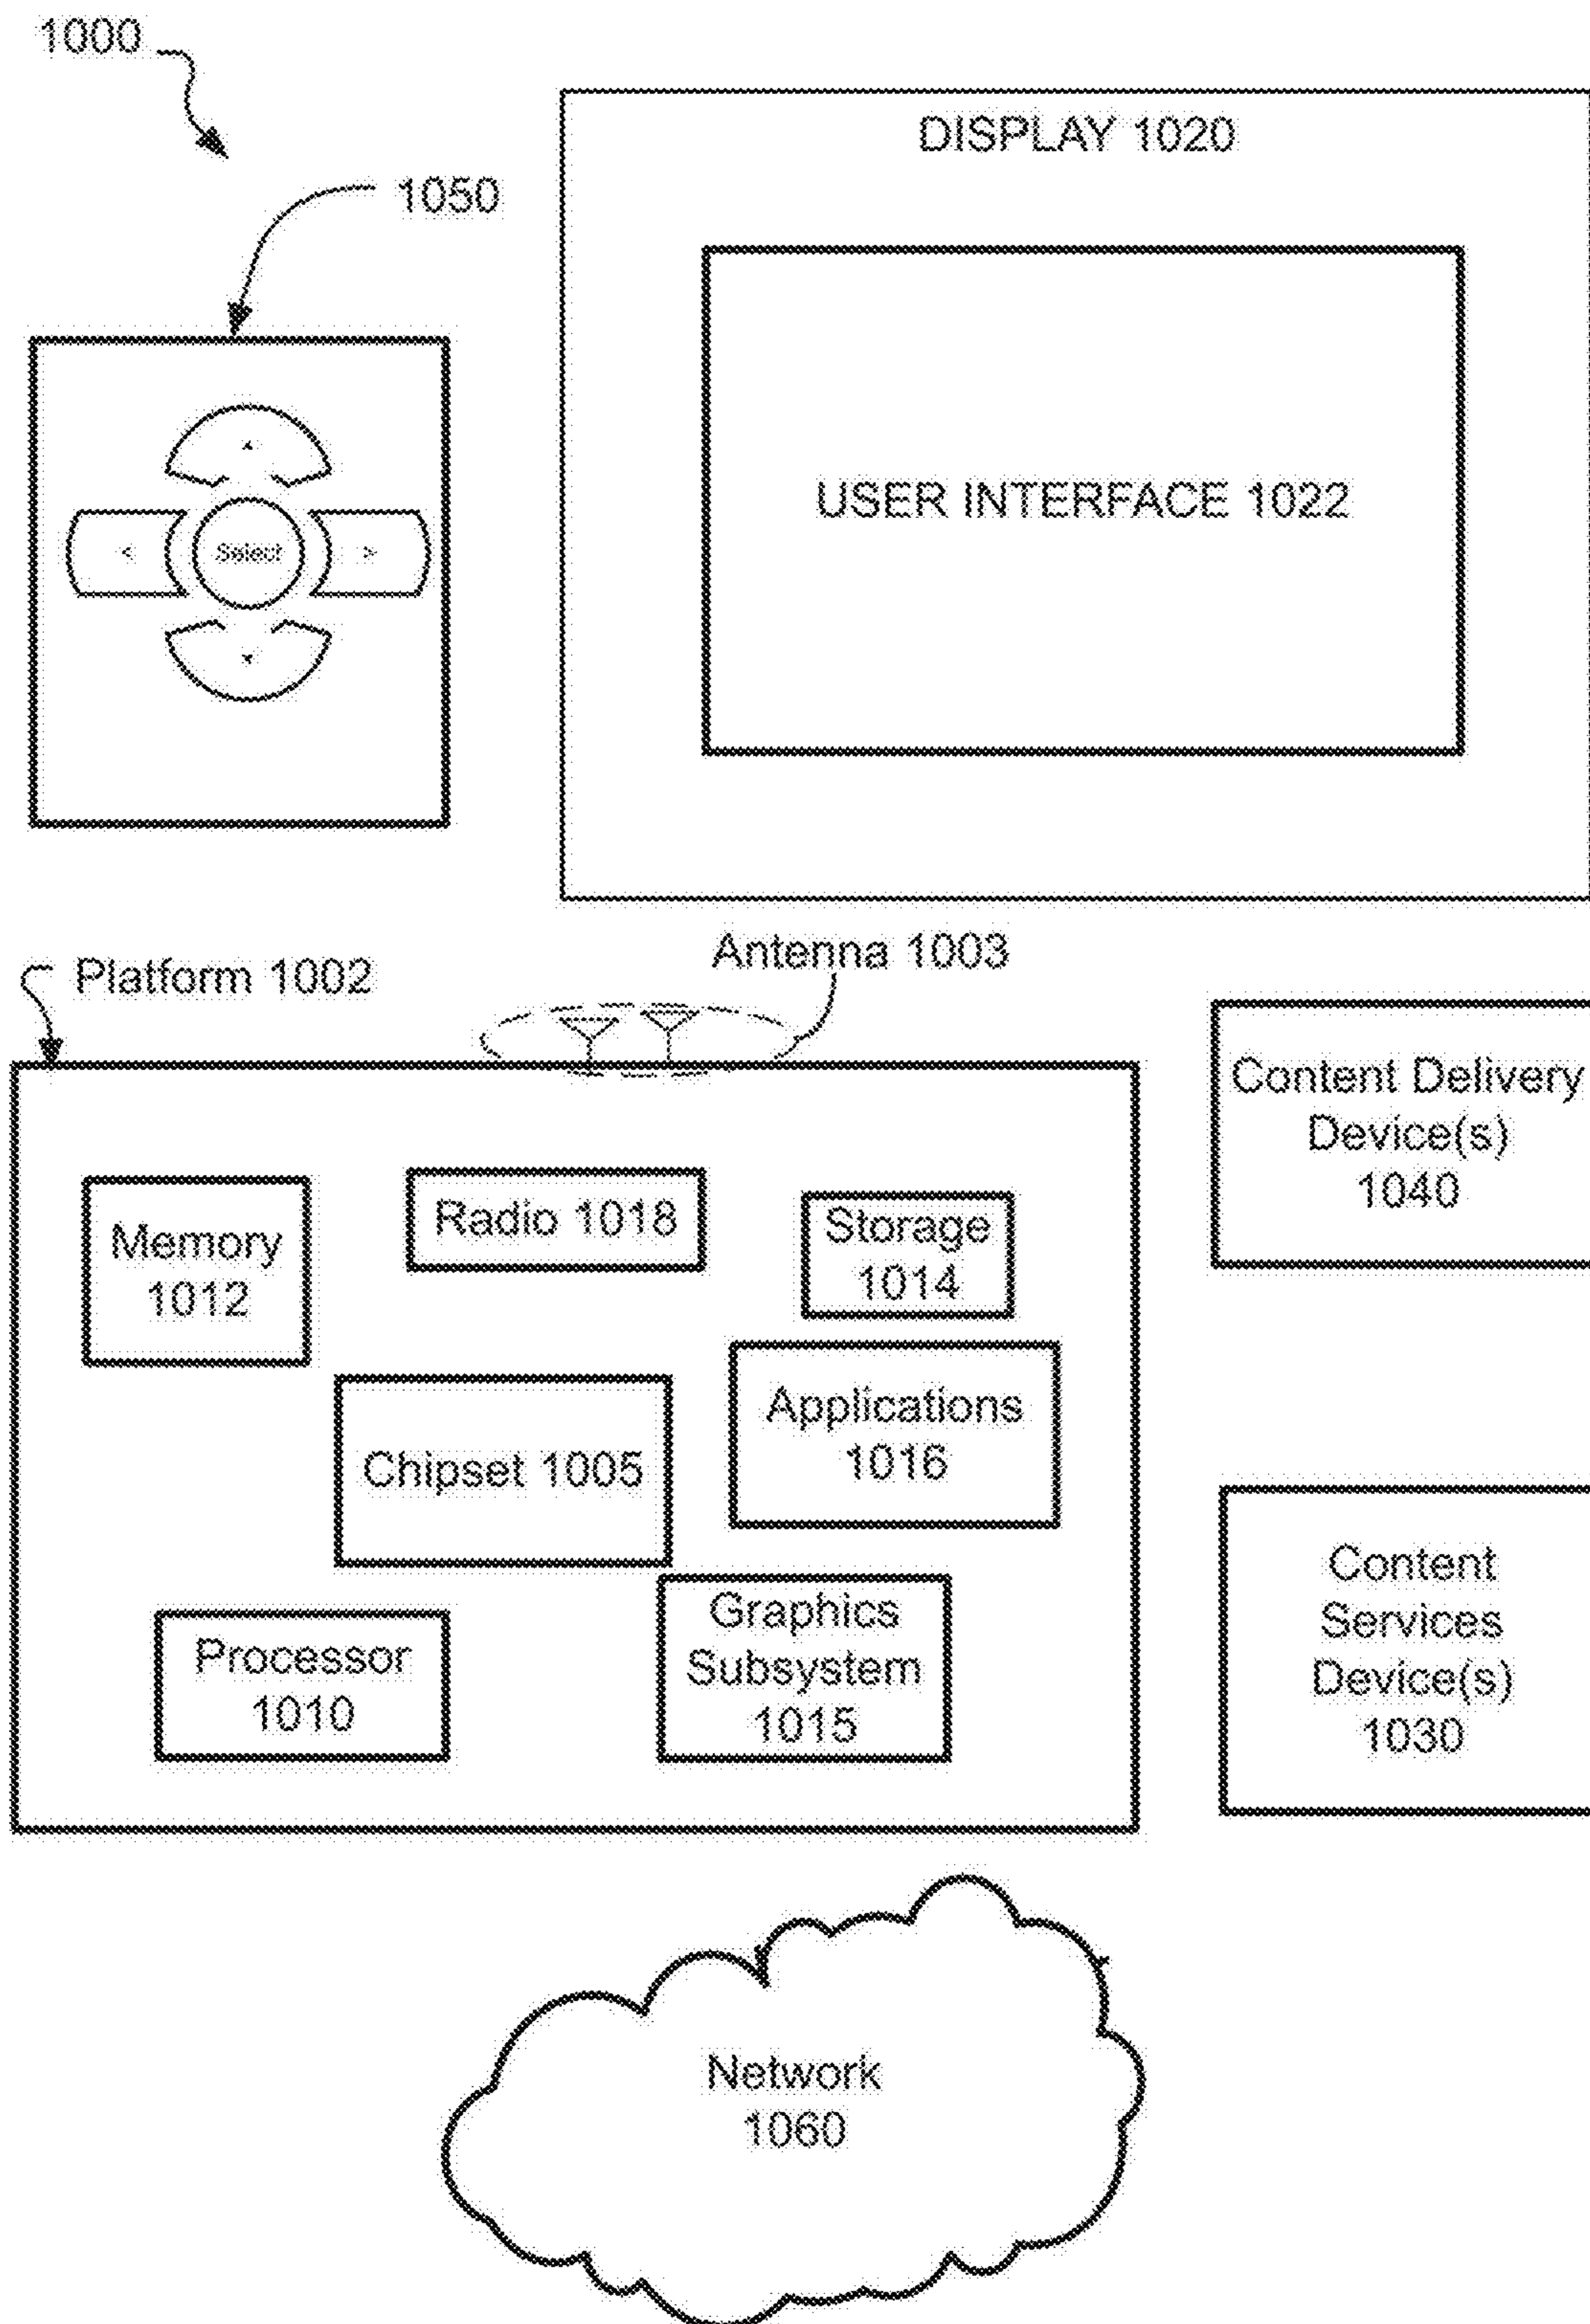 1000
1050
DISPLAY 1020
USER INTERFACE 1022
<
Select
>
Platform 1002
Antenna 1003
Memory
1012
Radio 1018
Storage
1014
Chipset 1005
Applications
1016
Processor
1010
Graphics
Subsystem
1015
Content Delivery
Device(s)
1040
Content
Services
Device(s)
1030
Network
1060